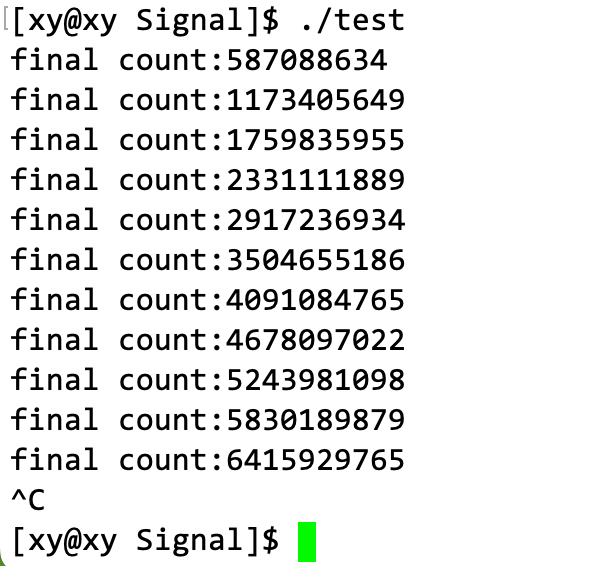 [xy@xy Signal]$ ./test
final count:587088634
final count:1173405649
final count:1759835955
final count:2331111889
final count:2917236934
final count:3504655186
final count:4091084765
final count:4678097022
final count:5243981098
final count:5830189879
final count:6415929765
^C
[xy@xy Signal]$